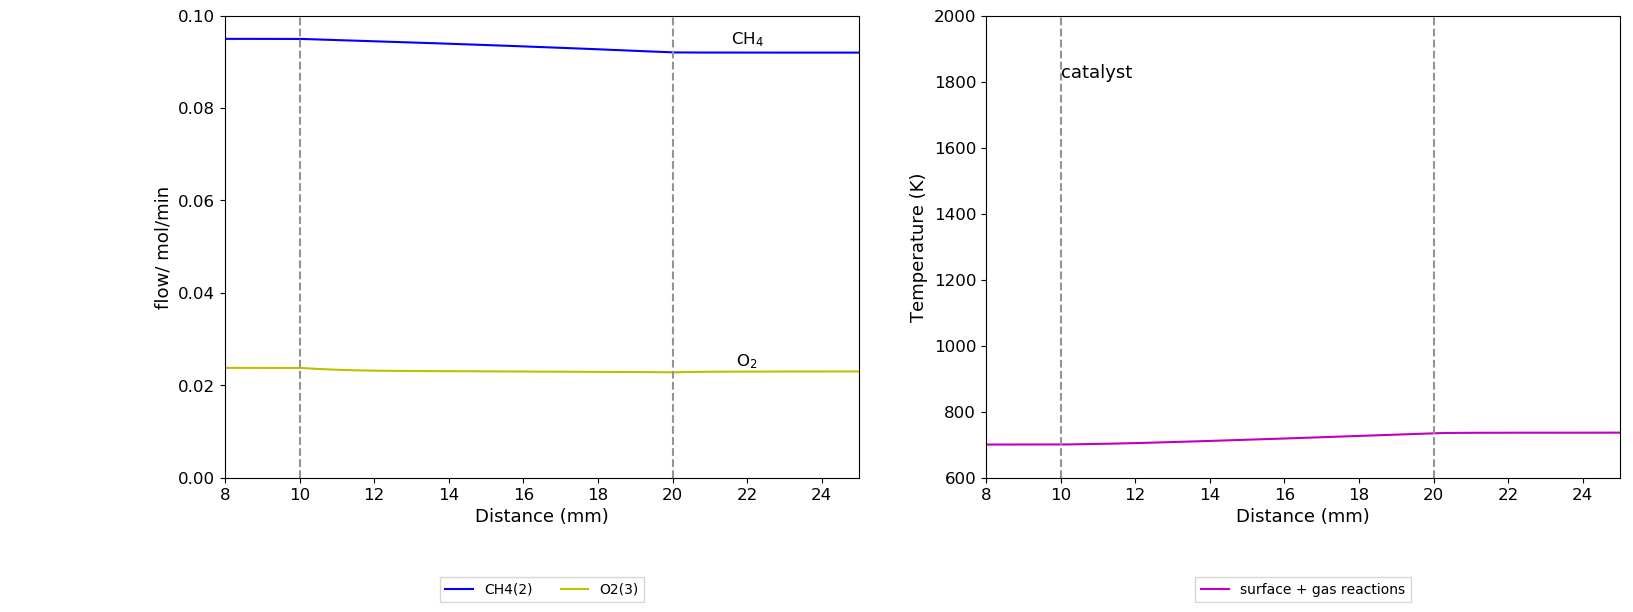 0.10
0.08
0.06
0.04
0.02
0.00
flow/ mol/min
CH₄
O₂
8 10 12 14 16 18 20 22 24
Distance (mm)
CH4(2) O2(3)
2000
1800
1600
1400
1200
1000
800
600
Temperature (K)
catalyst
8 10 12 14 16 18 20 22 24
Distance (mm)
surface + gas reactions